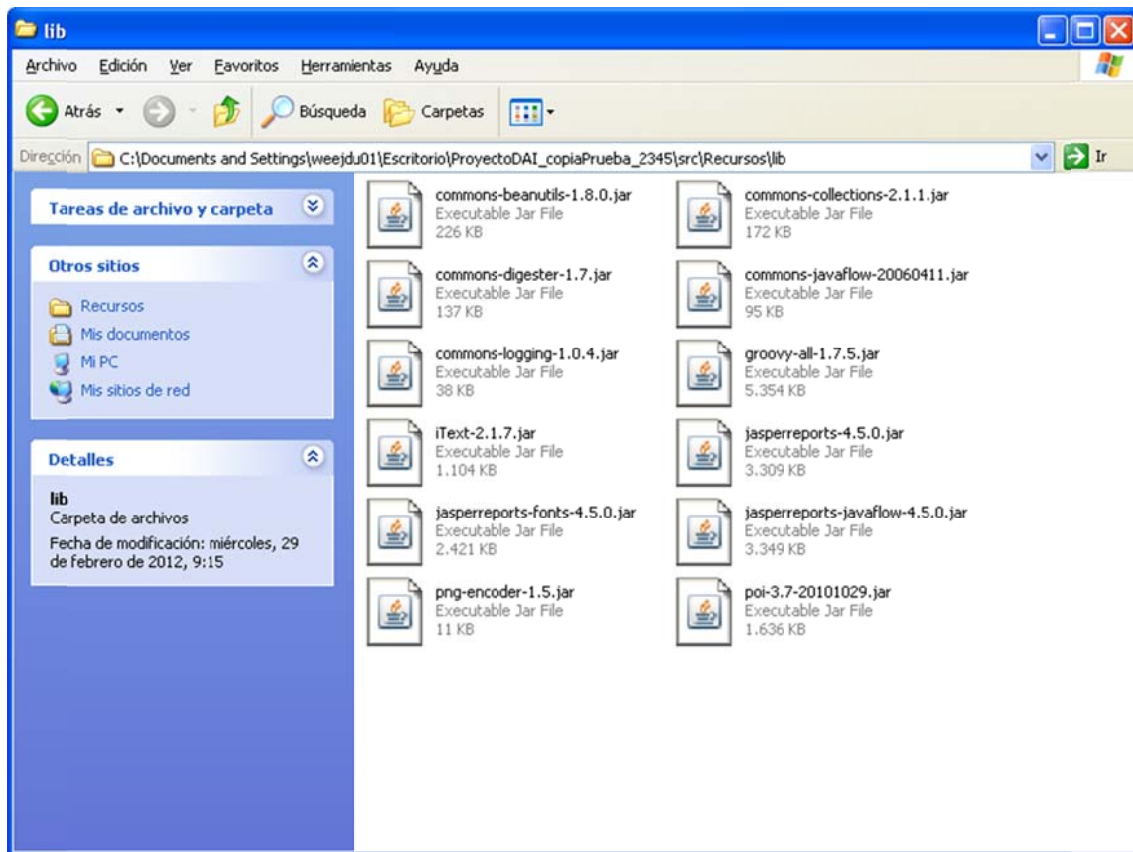 lib
Archivo Edición Ver Favoritos Herramientas Ayuda
Atrás Búsqueda Carpetas
Dirección C:\Documents and Settings\weejdu01\Escritorio\ProyectoDAI_copiaPrueba_2345\src\Recursos\lib Ir
Tareas de archivo y carpeta
Otros sitios
Recursos
Mis documentos
Mi PC
Mis sitios de red
Detalles
lib
Carpeta de archivos
Fecha de modificación: miércoles, 29
de febrero de 2012, 9:15
commons-beanutils-1.8.0.jar
Executable Jar File
226 KB
commons-collections-2.1.1.jar
Executable Jar File
172 KB
commons-digester-1.7.jar
Executable Jar File
137 KB
commons-javaflow-20060411.jar
Executable Jar File
95 KB
commons-logging-1.0.4.jar
Executable Jar File
38 KB
groovy-all-1.7.5.jar
Executable Jar File
5.354 KB
iText-2.1.7.jar
Executable Jar File
1.104 KB
jasperreports-4.5.0.jar
Executable Jar File
3.309 KB
jasperreports-fonts-4.5.0.jar
Executable Jar File
2.421 KB
jasperreports-javaflow-4.5.0.jar
Executable Jar File
3.349 KB
png-encoder-1.5.jar
Executable Jar File
11 KB
poi-3.7-20101029.jar
Executable Jar File
1.636 KB